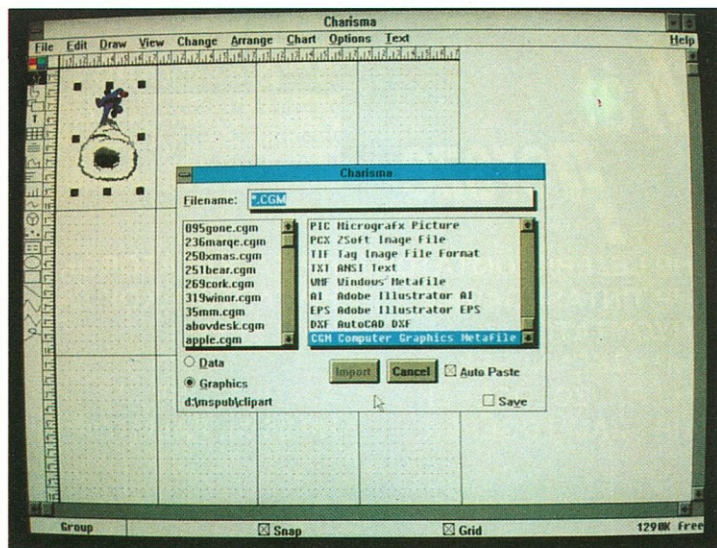 Charisma
File Edit Draw View Change Arrange Chart Options Text Help
T
Charisma
Filename: *.CGM
095gone.cgm
236marqe.cgm
250xmas.cgm
251bear.cgm
269cork.cgm
319winnr.cgm
35mm.cgm
abovdesk.cgm
apple.cgm
PIC Micrografx Picture
PCX ZSoft Image File
TIF Tag Image File Format
TXT ANSI Text
WMF Windows Metafile
AI Adobe Illustrator AI
EPS Adobe Illustrator EPS
DXF AutoCAD DXF
CGM Computer Graphics Metafile
Data
Graphics
Import Cancel Auto Paste
d:\mspub\clipart
Save
Group Snap Grid 1290K free